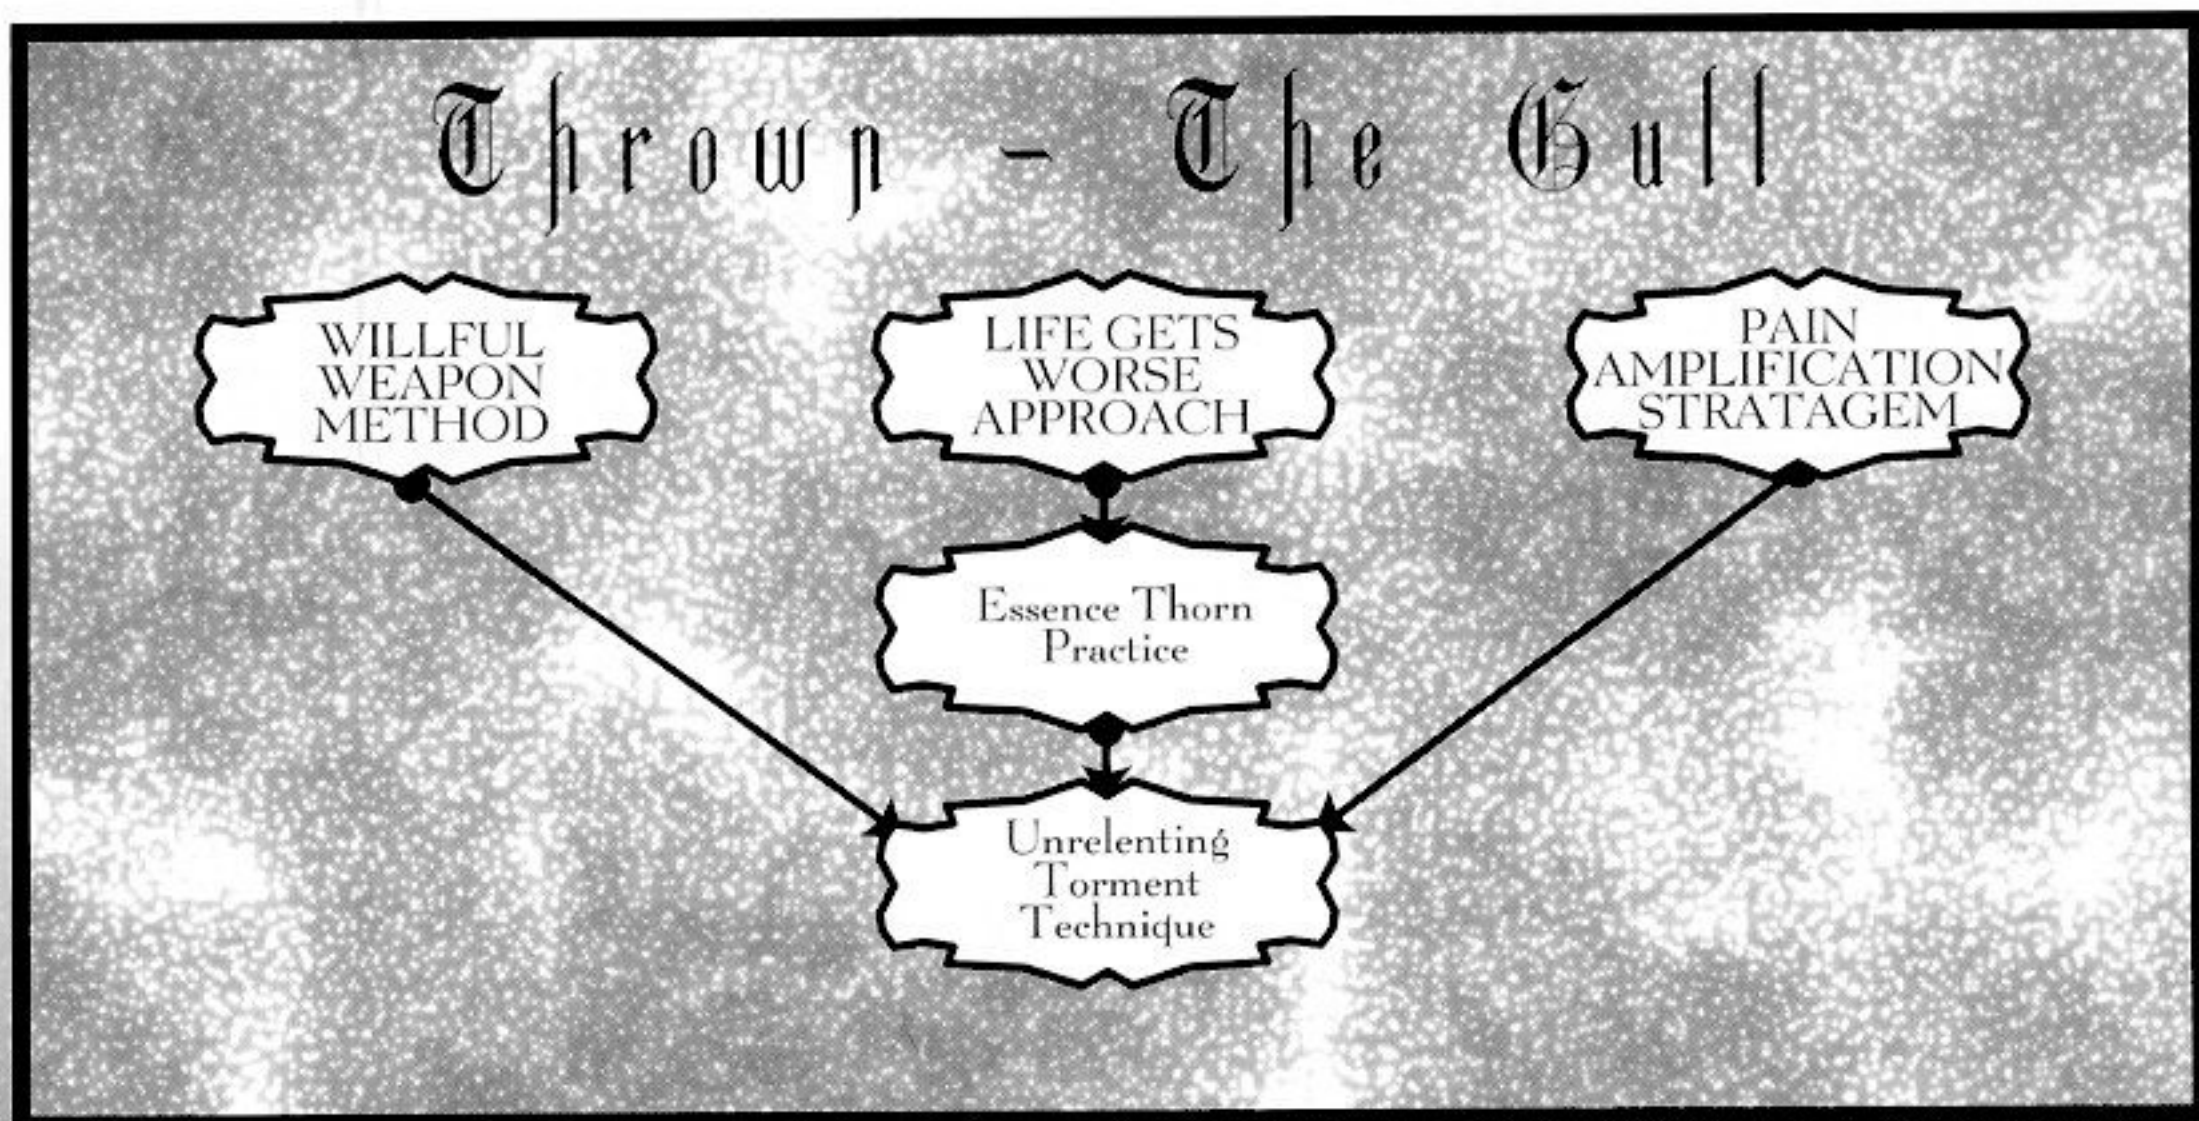 Thrown - The Gull
WILLFUL
WEAPON
METHOD
LIFE GETS
WORSE
APPROACH
PAIN
AMPLIFICATION
STRATAGEM
Essence Thorn
Practice
Unrelenting
Torment
Technique